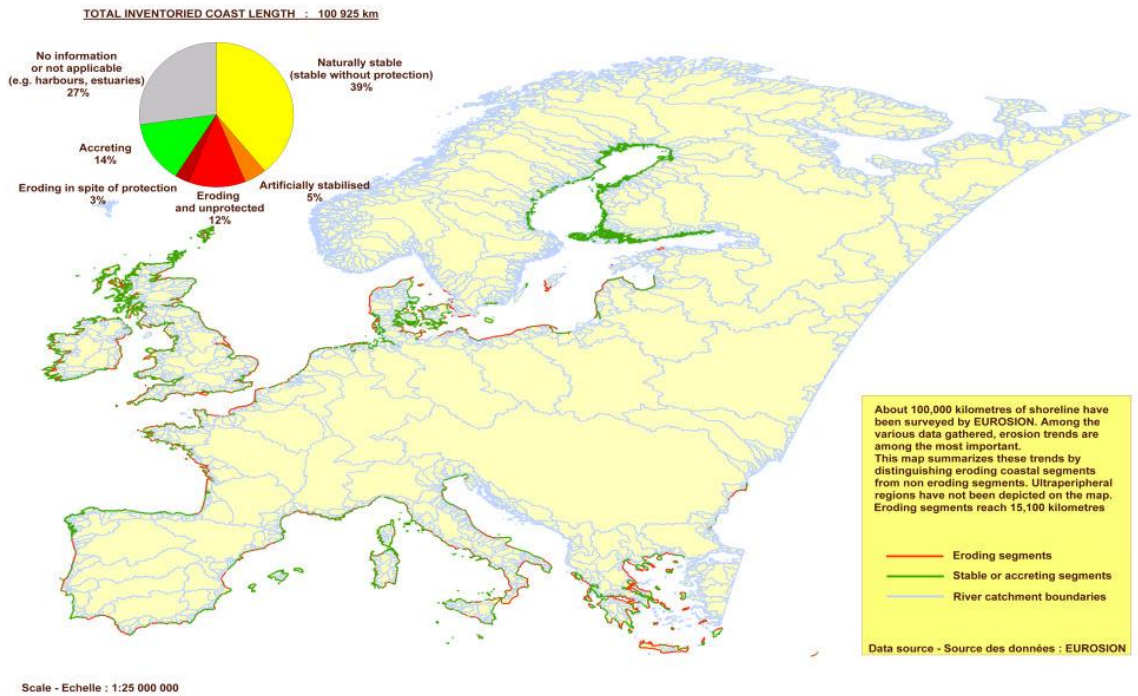 TOTAL INVENTORIED COAST LENGTH : 100 925 km
No information
or not applicable
(e.g. harbours, estuaries)
27%
Naturally stable
(stable without protection)
39%
Accreting
14%
Eroding in spite of protection
3%
Eroding
and unprotected
12%
Artificially stabilised
5%
About 100,000 kilometres of shoreline have
been surveyed by EUROSION. Among the
various data gathered, erosion trends are
among the most important.
This map summarizes these trends by
distinguishing eroding coastal segments
from non eroding segments. Ultraperipheral
regions have not been depicted on the map.
Eroding segments reach 15,100 kilometres
Eroding segments
Stable or accreting segments
River catchment boundaries
Data source - Source des données : EUROSION
Scale - Echelle : 1:25 000 000